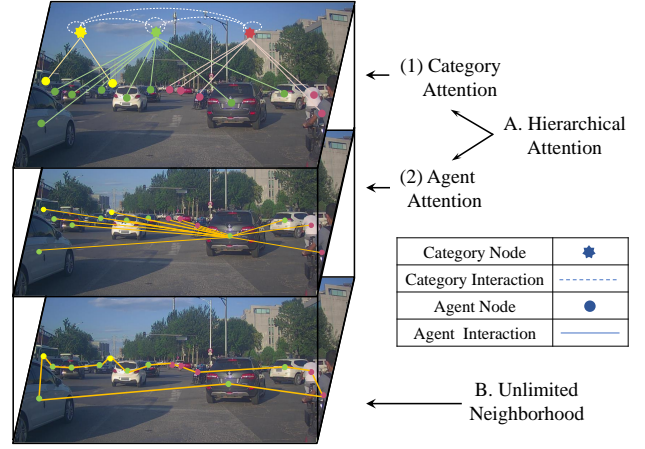 (1) Category
Attention
A. Hierarchical
Attention
(2) Agent
Attention
Category Node
Category Interaction
Agent Node
Agent Interaction
B. Unlimited
Neighborhood